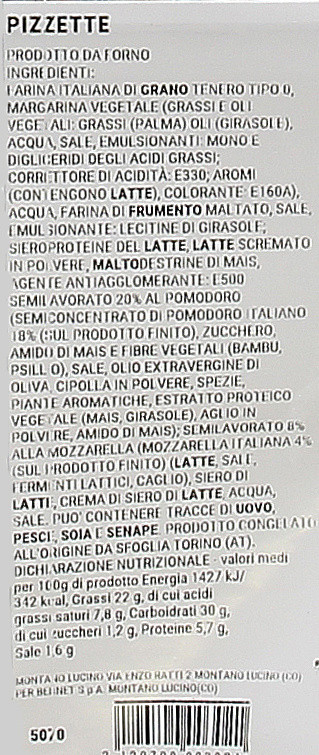 PIZZETTE
PRODOTTO DA FORNO
INGREDIENTI:
FARINA ITALIANA DI GRANO TENERO TIPO 0,
MARGARINA VEGETALE (GRASSI E OLI
VEGETALI: GRASSI (PALMA) OLI (GIRASOLE),
ACQUA, SALE, EMULSIONANTI: MONO E
DIGLICERIDI DEGLI ACIDI GRASSI;
CORRETTORE DI ACIDITÀ: E330; AROMI
(CONTENGONO LATTE), COLORANTE: E160A),
ACQUA, FARINA DI FRUMENTO MALTATO, SALE,
EMULSIONANTE: LECITINE DI GIRASOLE,
SIEROPROTEINE DEL LATTE, LATTE SCREMATO
IN POLVERE, MALTODESTRINE DI MAIS,
AGENTE ANTIAGGLOMERANTE: E500
SEMILAVORATO 20% AL POMODORO
(SEMICONCENTRATO DI POMODORO ITALIANO
18% (SUL PRODOTTO FINITO), ZUCCHERO,
AMIDO DI MAIS E FIBRE VEGETALI (BAMBU,
PSILLIO), SALE, OLIO EXTRAVERGINE DI
OLIVA, CIPOLLA IN POLVERE, SPEZIE,
PIANTE AROMATICHE, ESTRATTO PROTEICO
VEGETALE (MAIS, GIRASOLE), AGLIO IN
POLVERE, AMIDO DI MAIS); SEMILAVORATO 8%
ALLA MOZZARELLA (MOZZARELLA ITALIANA 4%
(SUL PRODOTTO FINITO) (LATTE, SALE,
FERMENTI LATTICI, CAGLIO), SIERO DI
LATTE, CREMA DI SIERO DI LATTE, ACQUA,
SALE. PUO' CONTENERE TRACCE DI UOVO,
PESCE, SOIA E SENAPE. PRODOTTO CONGELATO
ALL'ORIGINE DA SFOGLIA TORINO (AT).
DICHIARAZIONE NUTRIZIONALE - valori medi
per 100g di prodotto Energia 1427 kJ/
342 kcal, Grassi 22 g, di cui acidi
grassi saturi 7,8 g, Carboidrati 30 g,
di cui zuccheri 1,2 g, Proteine 5,7 g,
Sale 1,6 g
MONTANO LUCINO VIA ENZO RATTI 2 MONTANO LUCINO (CO)
PER BENNET S.p.A. MONTANO LUCINO(CO)
5070